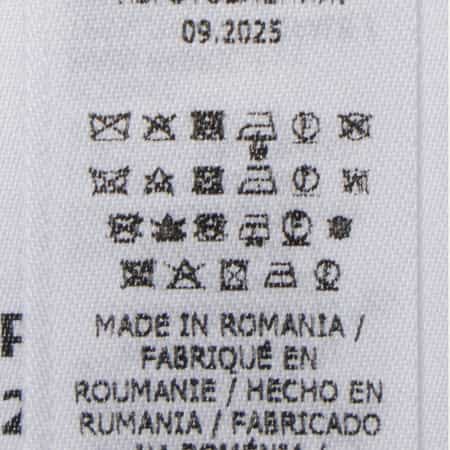 09.2025
MADE IN ROMANIA /
FABRIQUÉ EN
ROUMANIE / HECHO EN
RUMANIA / FABRICADO